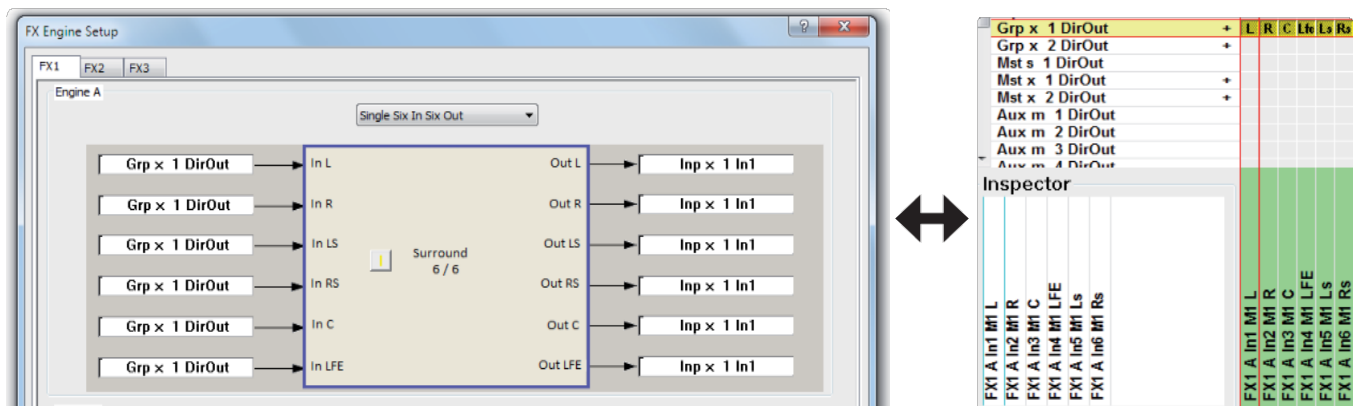 FX Engine Setup
FX1 FX2 FX3
Engine A
Single Six In Six Out
Grp x 1 DirOut In L Out L Inp x 1 In1
Grp x 1 DirOut In R Out R Inp x 1 In1
Grp x 1 DirOut In LS Out LS Inp x 1 In1
Surround
6 / 6
Grp x 1 DirOut In RS Out RS Inp x 1 In1
Grp x 1 DirOut In C Out C Inp x 1 In1
Grp x 1 DirOut In LFE Out LFE Inp x 1 In1
Grp x 1 DirOut + L R C Lfe Ls Rs
Grp x 2 DirOut +
Mst s 1 DirOut
Mst x 1 DirOut +
Mst x 2 DirOut +
Aux m 1 DirOut
Aux m 2 DirOut
Aux m 3 DirOut
Aux m 4 DirOut
Inspector
FX1 A In1 M1 L
FX1 A In2 M1 R
FX1 A In3 M1 C
FX1 A In4 M1 LFE
FX1 A In5 M1 Ls
FX1 A In6 M1 Rs
FX1 A In1 M1 L
FX1 A In2 M1 R
FX1 A In3 M1 C
FX1 A In4 M1 LFE
FX1 A In5 M1 Ls
FX1 A In6 M1 Rs